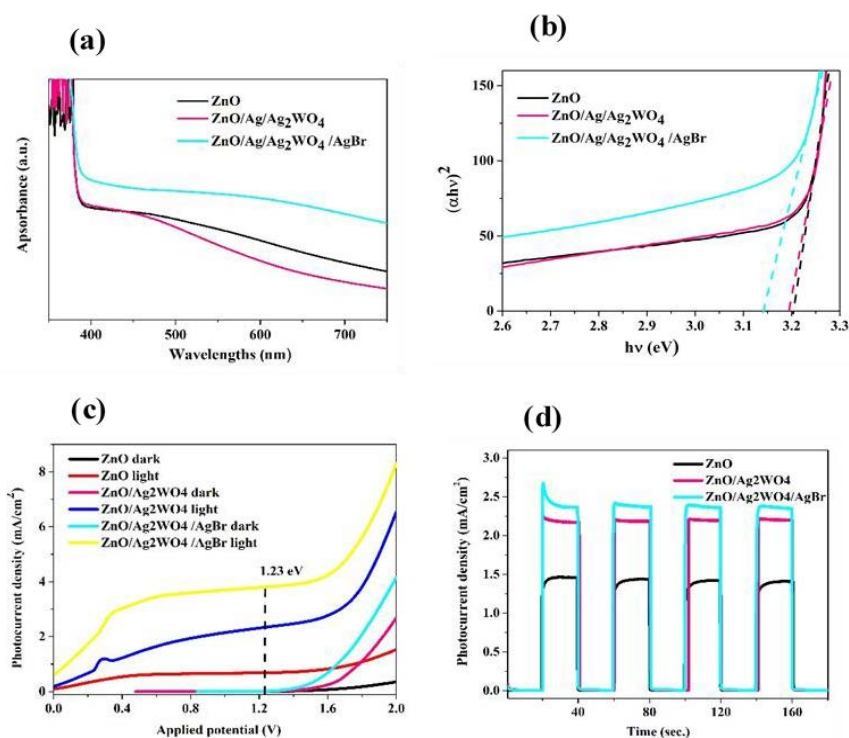 (a)
ZnO
ZnO/Ag/Ag2WO4
ZnO/Ag/Ag2WO4 /AgBr
Apsorbance (a.u.)
400 500 600 700
Wavelengths (nm)
(b)
ZnO
ZnO/Ag/Ag2WO4
ZnO/Ag/Ag2WO4 /AgBr
(αhν)2
150
100
50
0
2.6 2.7 2.8 2.9 3.0 3.1 3.2 3.3
hν (eV)
(c)
ZnO dark
ZnO light
ZnO/Ag2WO4 dark
ZnO/Ag2WO4 light
ZnO/Ag2WO4 /AgBr dark
ZnO/Ag2WO4 /AgBr light
1.23 eV
Photocurrent density (mA/cm2)
8
6
4
2
0
0.0 0.4 0.8 1.2 1.6 2.0
Applied potential (V)
(d)
ZnO
ZnO/Ag2WO4
ZnO/Ag2WO4/AgBr
Photocurrent density (mA/cm2)
3.0
2.5
2.0
1.5
1.0
0.5
0.0
40 80 120 160
Time (sec.)